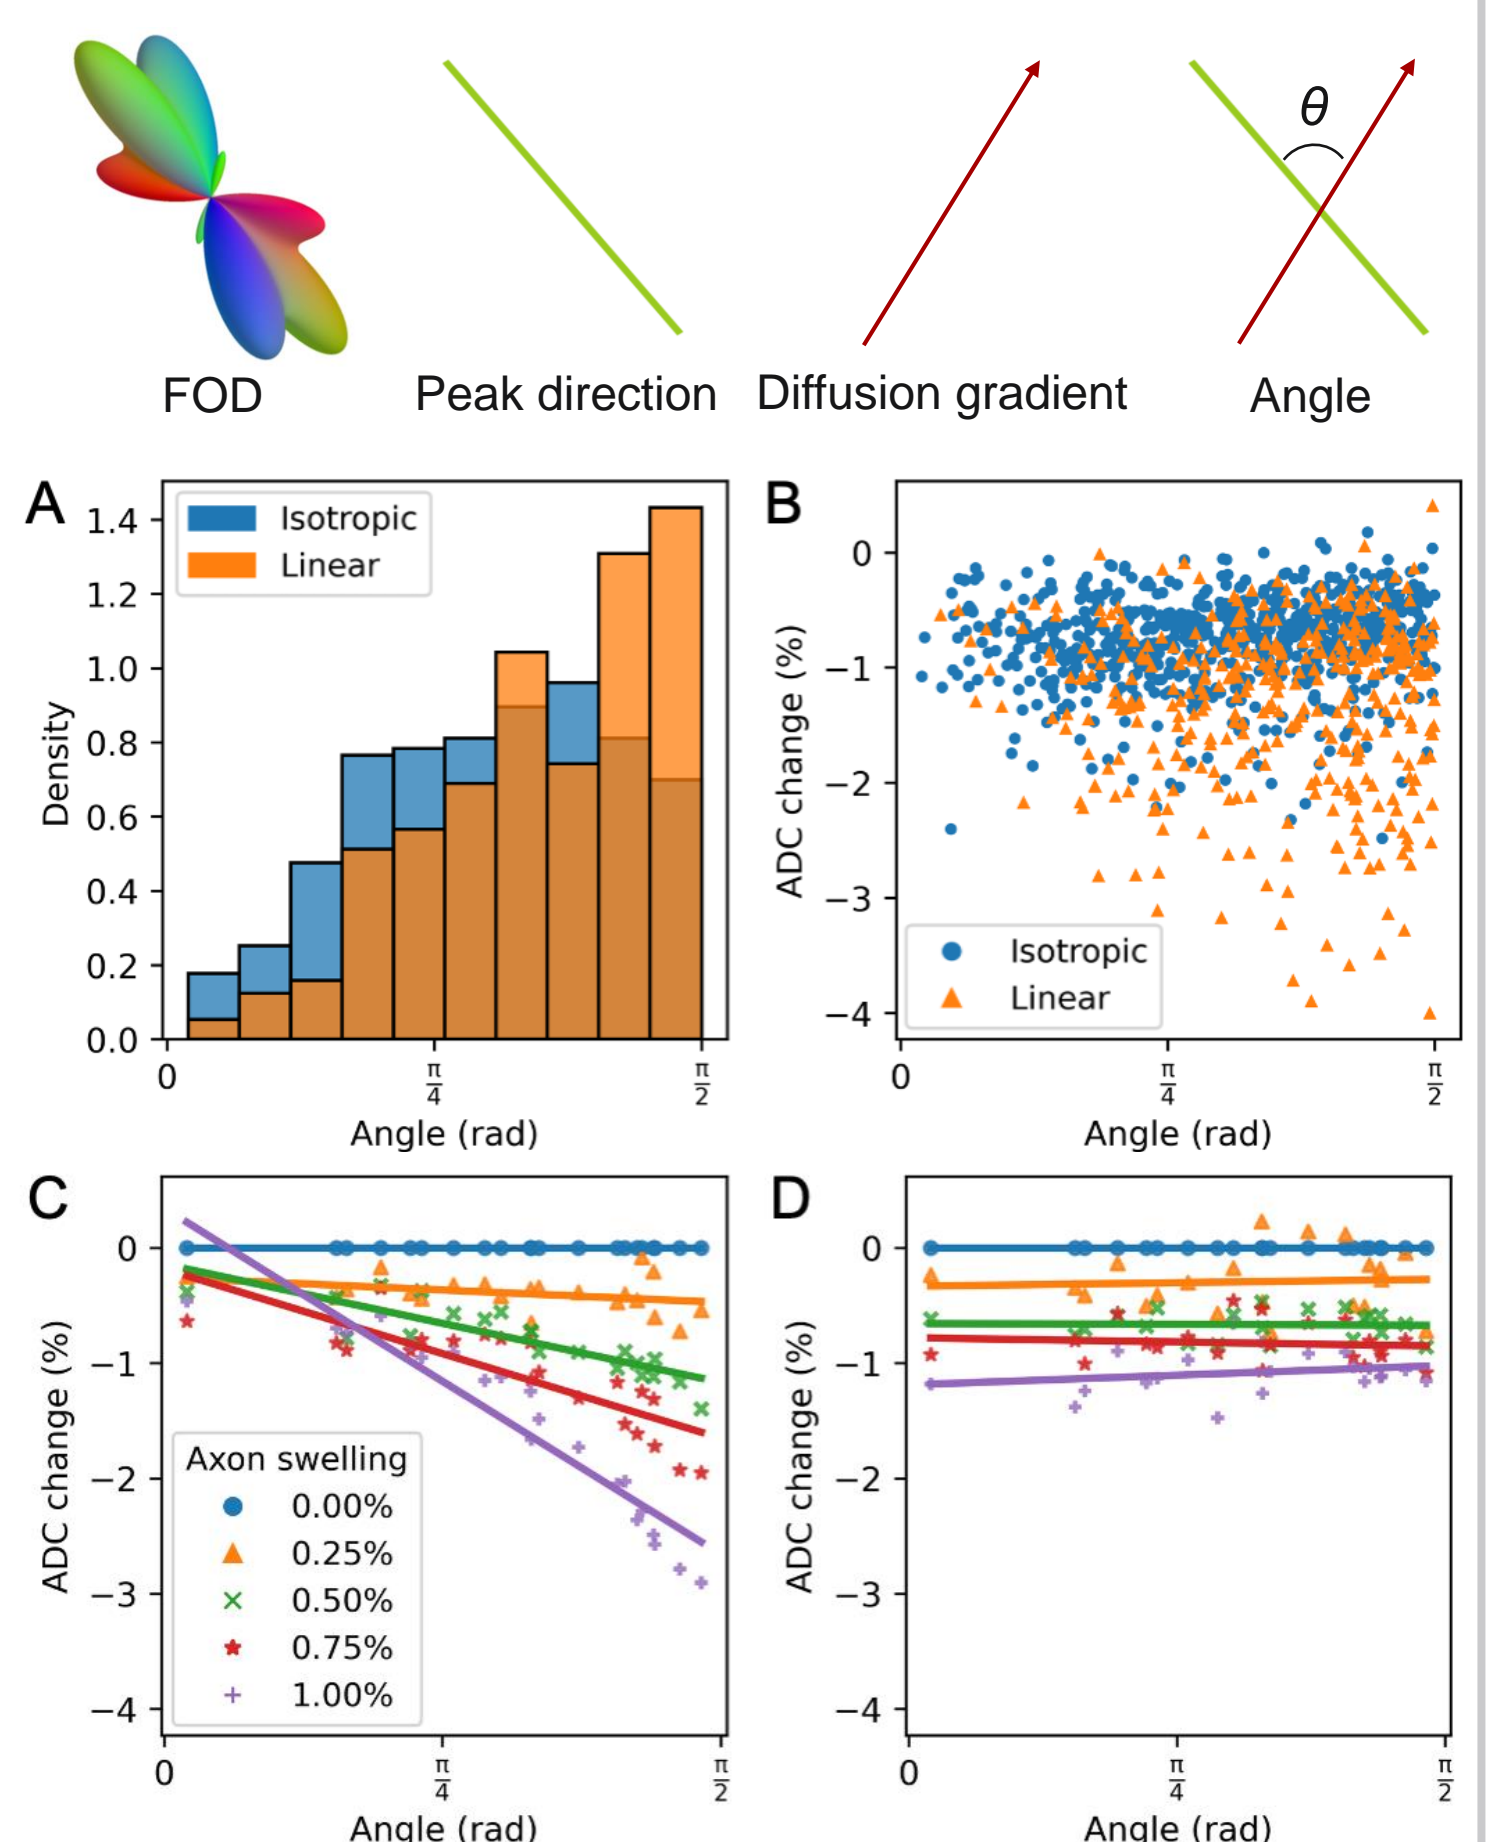 θ
FOD
Peak direction
Diffusion gradient
Angle
A
Isotropic
Linear
1.4
1.2
1.0
0.8
0.6
0.4
0.2
0.0
Density
0
π/4
π/2
Angle (rad)
B
0
−1
−2
−3
−4
ADC change (%)
Isotropic
Linear
0
π/4
π/2
Angle (rad)
C
0
−1
−2
−3
−4
ADC change (%)
Axon swelling
0.00%
0.25%
0.50%
0.75%
1.00%
0
π/4
π/2
Angle (rad)
D
0
−1
−2
−3
−4
ADC change (%)
0
π/4
π/2
Angle (rad)